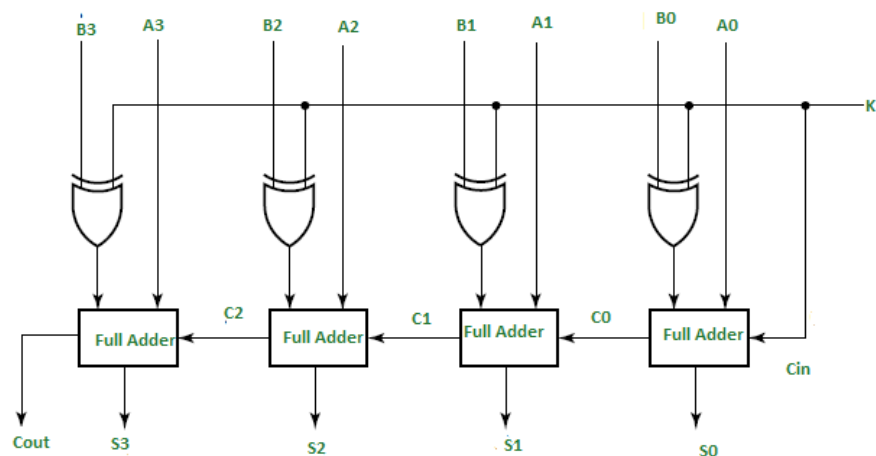 B3 A3 B2 A2 B1 A1 B0 A0
K
C2 C1 C0
Full Adder Full Adder Full Adder Full Adder
Cin
Cout S3 S2 S1 S0